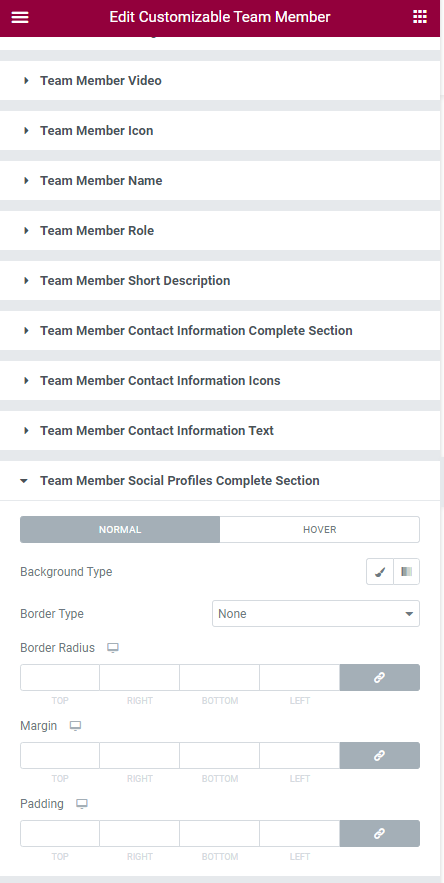 Edit Customizable Team Member
Team Member Video
Team Member Icon
Team Member Name
Team Member Role
Team Member Short Description
Team Member Contact Information Complete Section
Team Member Contact Information Icons
Team Member Contact Information Text
Team Member Social Profiles Complete Section
NORMAL HOVER
Background Type
Border Type None
Border Radius
TOP RIGHT BOTTOM LEFT
Margin
TOP RIGHT BOTTOM LEFT
Padding
TOP RIGHT BOTTOM LEFT